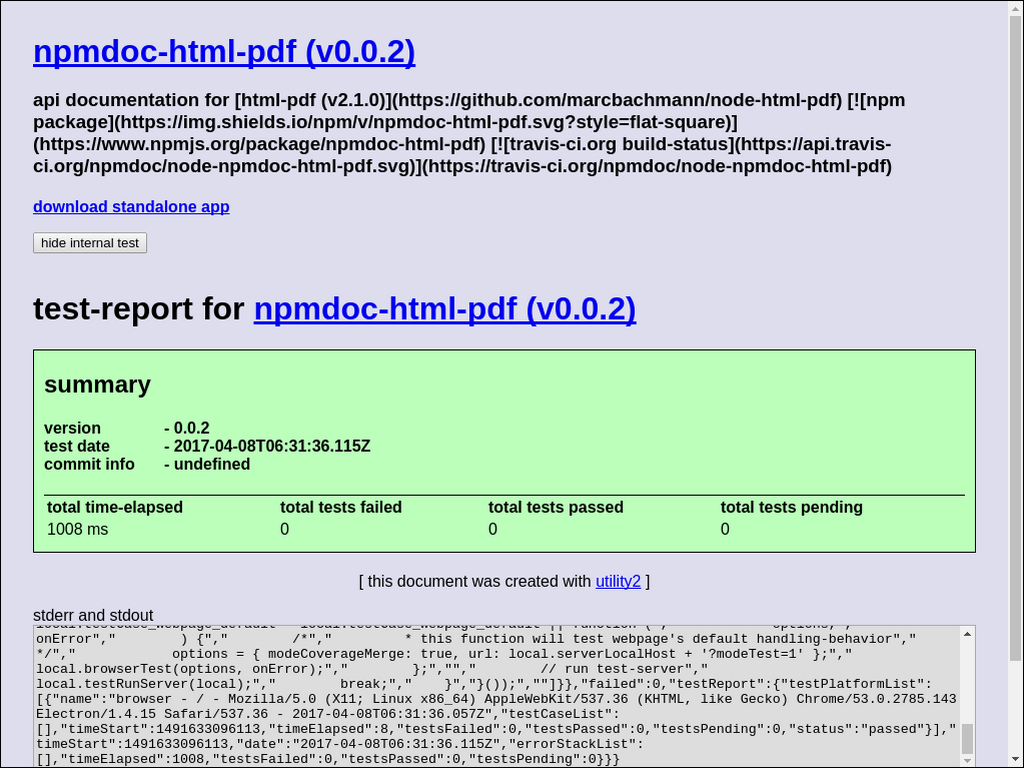 npmdoc-html-pdf (v0.0.2)
api documentation for [html-pdf (v2.1.0)](https://github.com/marcbachmann/node-html-pdf) [![npm
package](https://img.shields.io/npm/v/npmdoc-html-pdf.svg?style=flat-square)]
(https://www.npmjs.org/package/npmdoc-html-pdf) [![travis-ci.org build-status](https://api.travis-
ci.org/npmdoc/node-npmdoc-html-pdf.svg)](https://travis-ci.org/npmdoc/node-npmdoc-html-pdf)
download standalone app
hide internal test
test-report for npmdoc-html-pdf (v0.0.2)
summary
version - 0.0.2
test date - 2017-04-08T06:31:36.115Z
commit info - undefined
total time-elapsed total tests failed total tests passed total tests pending
1008 ms 0 0 0
[ this document was created with utility2 ]
stderr and stdout
local.testCase_webpage_default = local.testCase_webpage_default || function (","            options,","
onError","        ) {","        /*","         * this function will test webpage's default handling-behavior","
*/","            options = { modeCoverageMerge: true, url: local.serverLocalHost + '?modeTest=1' };","
local.browserTest(options, onError);","        };","","        // run test-server","
local.testRunServer(local);","        break;","    }","}());",""]}},"failed":0,"testReport":{"testPlatformList":
[{"name":"browser - / - Mozilla/5.0 (X11; Linux x86_64) AppleWebKit/537.36 (KHTML, like Gecko) Chrome/53.0.2785.143
Electron/1.4.15 Safari/537.36 - 2017-04-08T06:31:36.057Z","testCaseList":
[],"timeStart":1491633096113,"timeElapsed":8,"testsFailed":0,"testsPassed":0,"testsPending":0,"status":"passed"}],"
timeStart":1491633096113,"date":"2017-04-08T06:31:36.115Z","errorStackList":
[],"timeElapsed":1008,"testsFailed":0,"testsPassed":0,"testsPending":0}}}